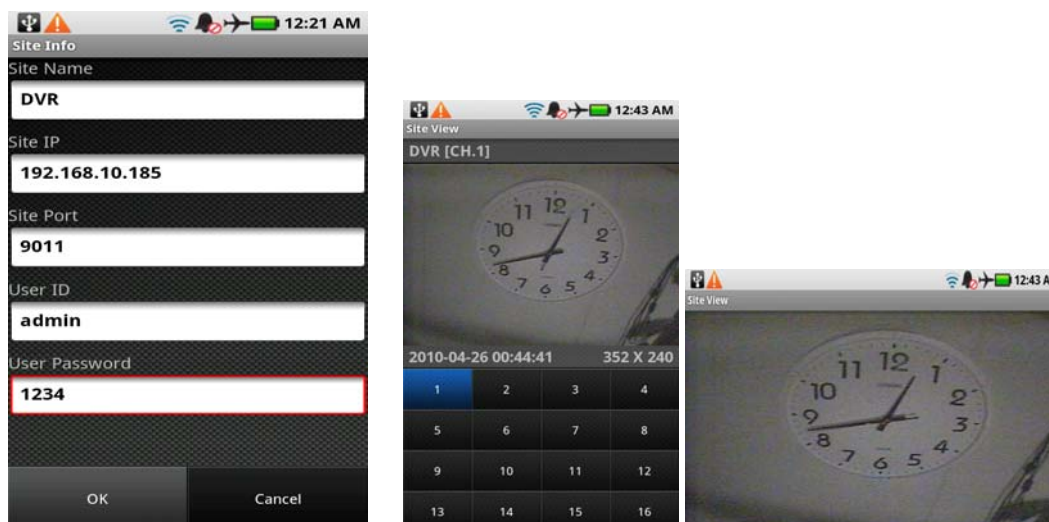 12:21 AM
Site Info
Site Name
DVR
Site IP
192.168.10.185
Site Port
9011
User ID
admin
User Password
1234
OK
Cancel
12:43 AM
Site View
DVR [CH.1]
11 12 1
10 2
9 3
8 4
7 6 5
2010-04-26 00:44:41 352 X 240
1 2 3 4
5 6 7 8
9 10 11 12
13 14 15 16
12:43 A
Site View
11 12 1
10 2
9 3
8 4
7 6 5